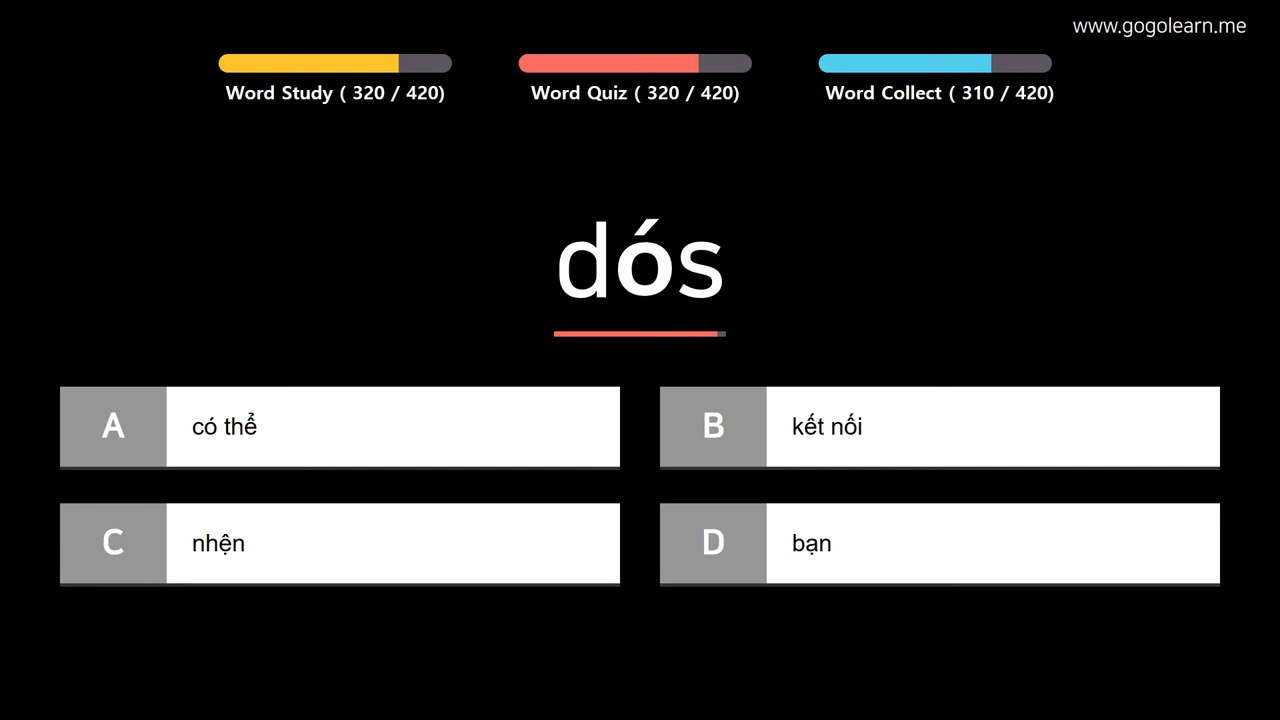 www.gogolearn.me
Word Study ( 320 / 420)
Word Quiz ( 320 / 420)
Word Collect ( 310 / 420)
dós
A có thể
B kết nối
C nhện
D bạn